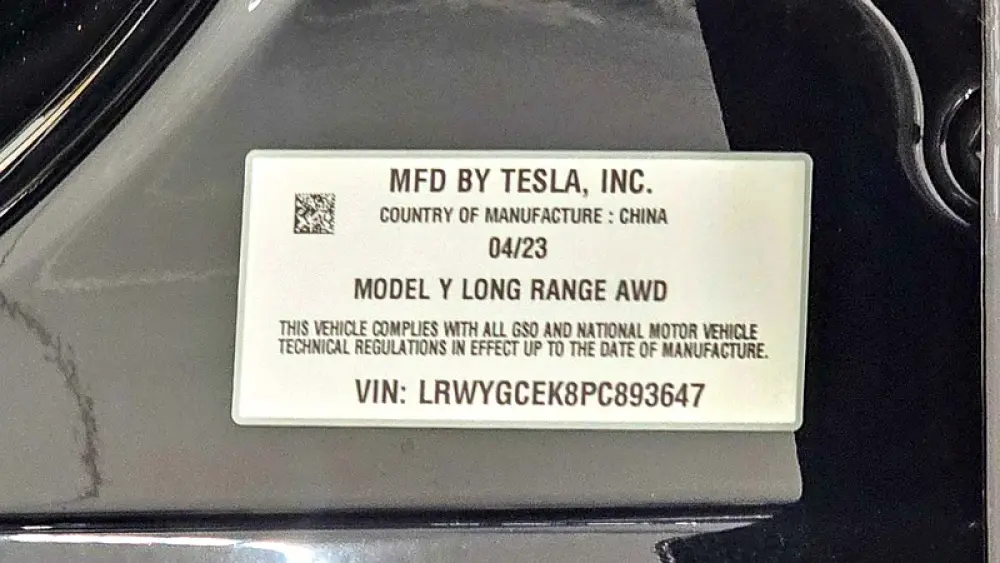 MFD BY TESLA, INC.
COUNTRY OF MANUFACTURE : CHINA
04/23
MODEL Y LONG RANGE AWD
THIS VEHICLE COMPLIES WITH ALL GSO AND NATIONAL MOTOR VEHICLE
TECHNICAL REGULATIONS IN EFFECT UP TO THE DATE OF MANUFACTURE.
VIN: LRWYGCEK8PC893647